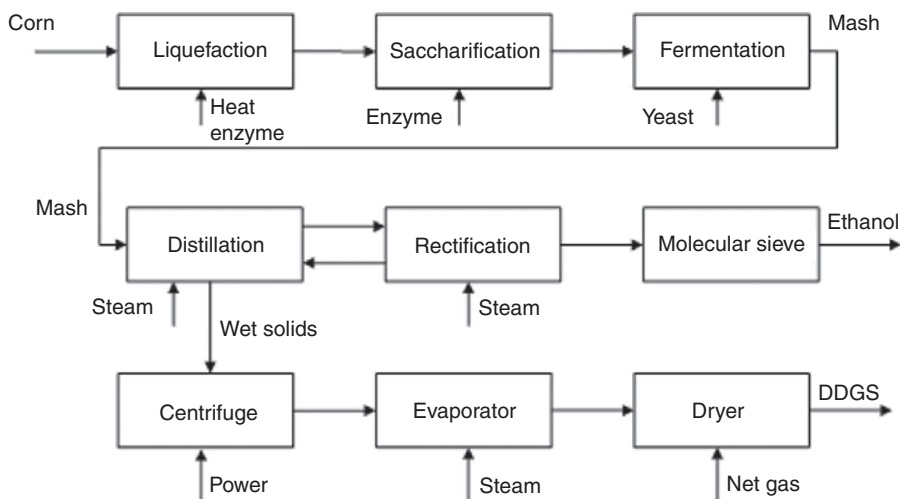 Corn
Mash
Liquefaction
Saccharification
Fermentation
Heat
enzyme
Enzyme
Yeast
Mash
Ethanol
Distillation
Rectification
Molecular sieve
Steam
Steam
Wet solids
DDGS
Centrifuge
Evaporator
Dryer
Power
Steam
Net gas